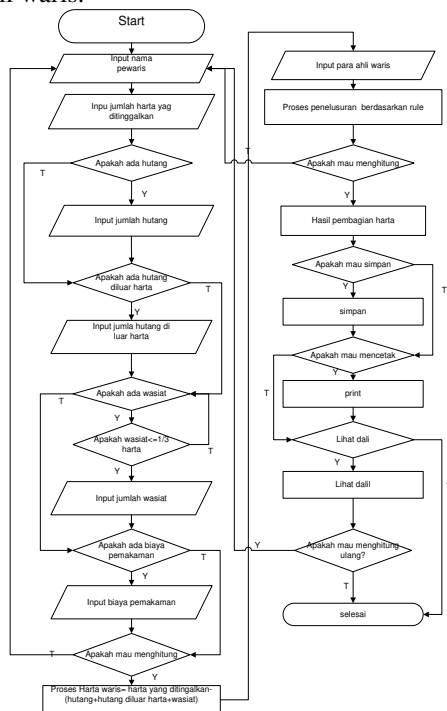 n waris.
Start
Input nama
pewaris
Inpu jumlah harta yag
ditinggalkan
Apakah ada hutang
T
Y
Input jumlah hutang
Apakah ada hutang
diluar harta
T
Y
Input jumla hutang di
luar harta
Apakah ada wasiat
T
Y
Apakah wasiat<=1/3
harta
T
Y
Input jumlah wasiat
Apakah ada biaya
pemakaman
T
Y
Input biaya pemakaman
Apakah mau menghitung
T
Y
Proses Harta waris= harta yang ditingalkan-
(hutang+hutang diluar harta+wasiat)
Input para ahli waris
Proses penelusuran berdasarkan rule
Apakah mau menghitung
T
Y
Hasil pembagian harta
Apakah mau simpan
T
Y
simpan
Apakah mau mencetak
T
Y
print
Lihat dali
Y
Lihat dalil
Apakah mau menghitung
ulang?
Y
T
selesai